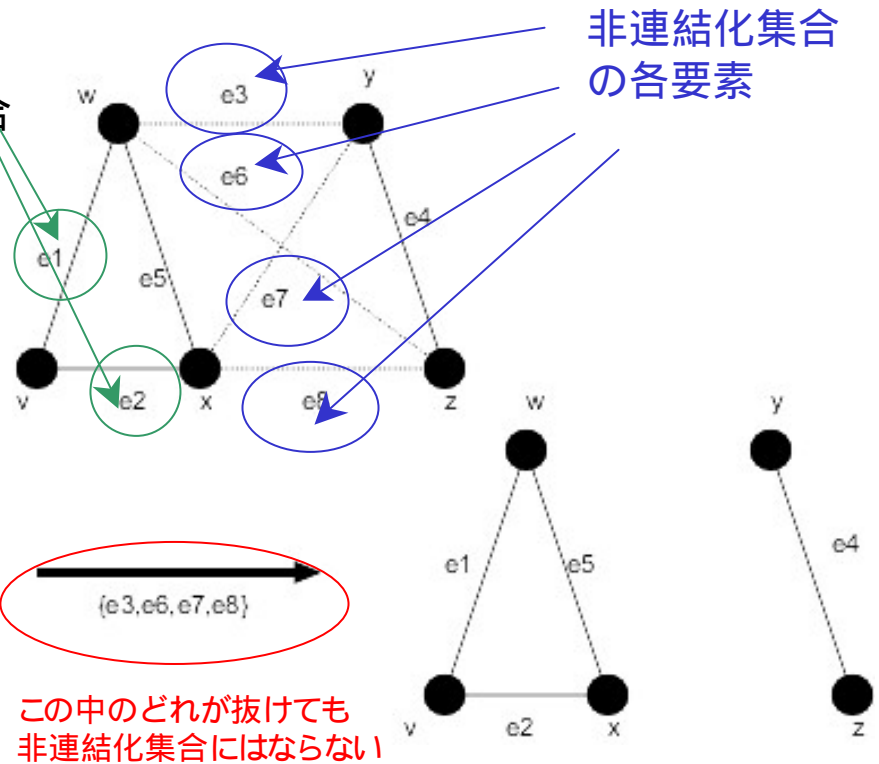 非連結化集合
の各要素
合
w
e3
y
e6
e1
e5
e7
e4
v
e2
x
e8
z
{e3,e6,e7,e8}
この中のどれが抜けても
非連結化集合にはならない
w
y
e1
e5
e4
v
e2
x
z